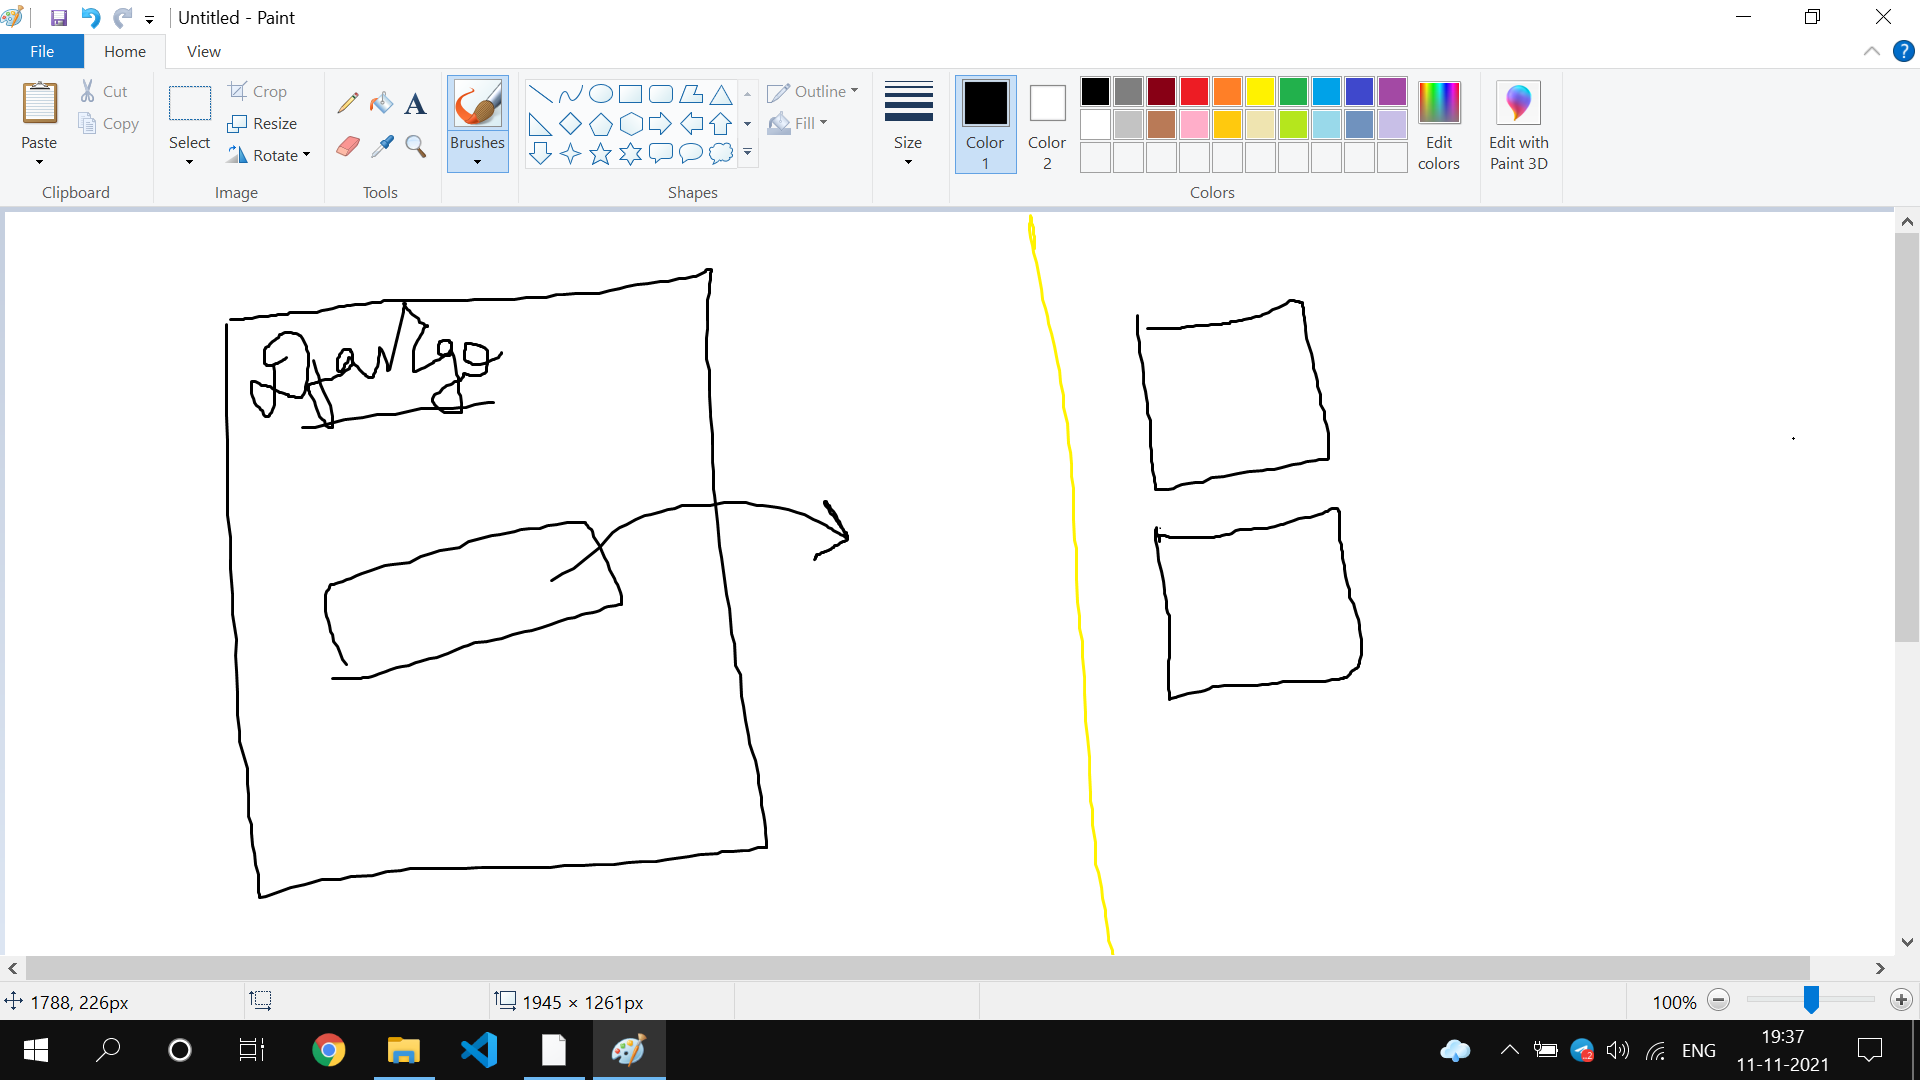 Untitled - Paint
File Home View
Paste
Cut
Copy
Clipboard
Select
Crop
Resize
Rotate
Image
A
Tools
Brushes
Outline
Fill
Shapes
Size
Color 1
Color 2
Edit colors
Colors
Edit with Paint 3D
?
1788, 226px
1945 × 1261px
100%
ENG
19:37
11-11-2021